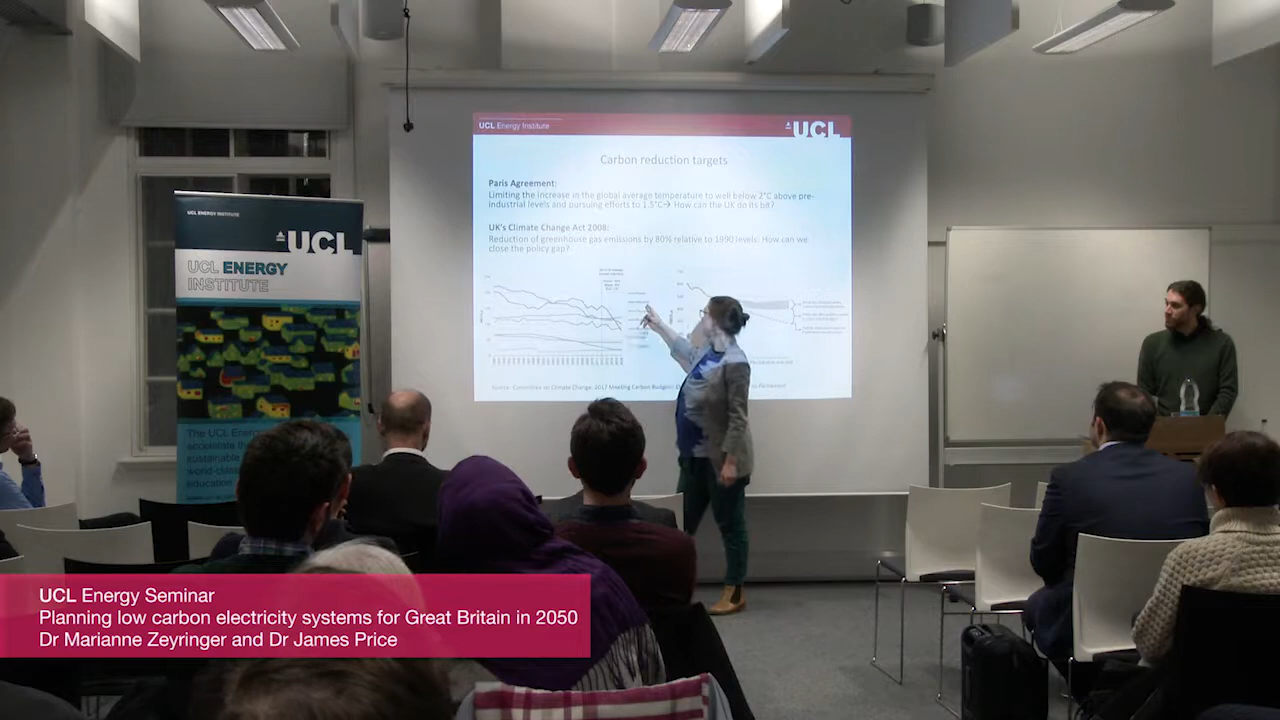 UCL Energy Institute
UCL
Carbon reduction targets
Paris Agreement:
Limiting the increase in the global average temperature to well below 2°C above pre-
industrial levels and pursuing efforts to 1.5°C→ How can the UK do its bit?
UK's Climate Change Act 2008:
Reduction of greenhouse gas emissions by 80% relative to 1990 levels: How can we
close the policy gap?
Source: Committee on Climate Change, 2017 Meeting Carbon Budgets:
UCL ENERGY INSTITUTE
UCL
UCL ENERGY
INSTITUTE
The UCL Energy
accelerate the
sustainable
world-class
education
UCL Energy Seminar
Planning low carbon electricity systems for Great Britain in 2050
Dr Marianne Zeyringer and Dr James Price